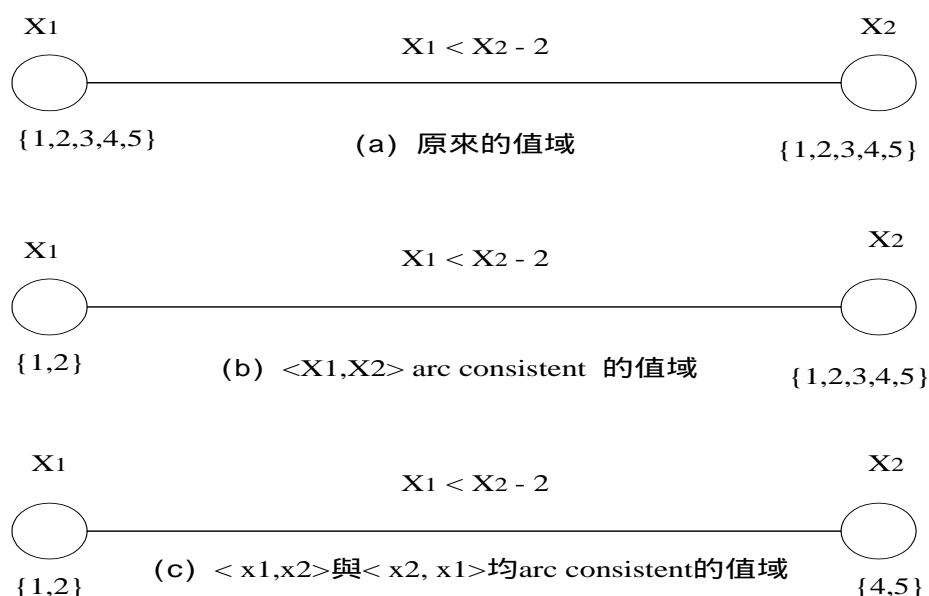 X1 X2
X1 < X2 - 2
{1,2,3,4,5} (a) 原來的值域 {1,2,3,4,5}
X1 X2
X1 < X2 - 2
{1,2} (b) <X1,X2> arc consistent 的值域 {1,2,3,4,5}
X1 X2
X1 < X2 - 2
{1,2} (c) < x1,x2>與< x2, x1>均arc consistent的值域 {4,5}